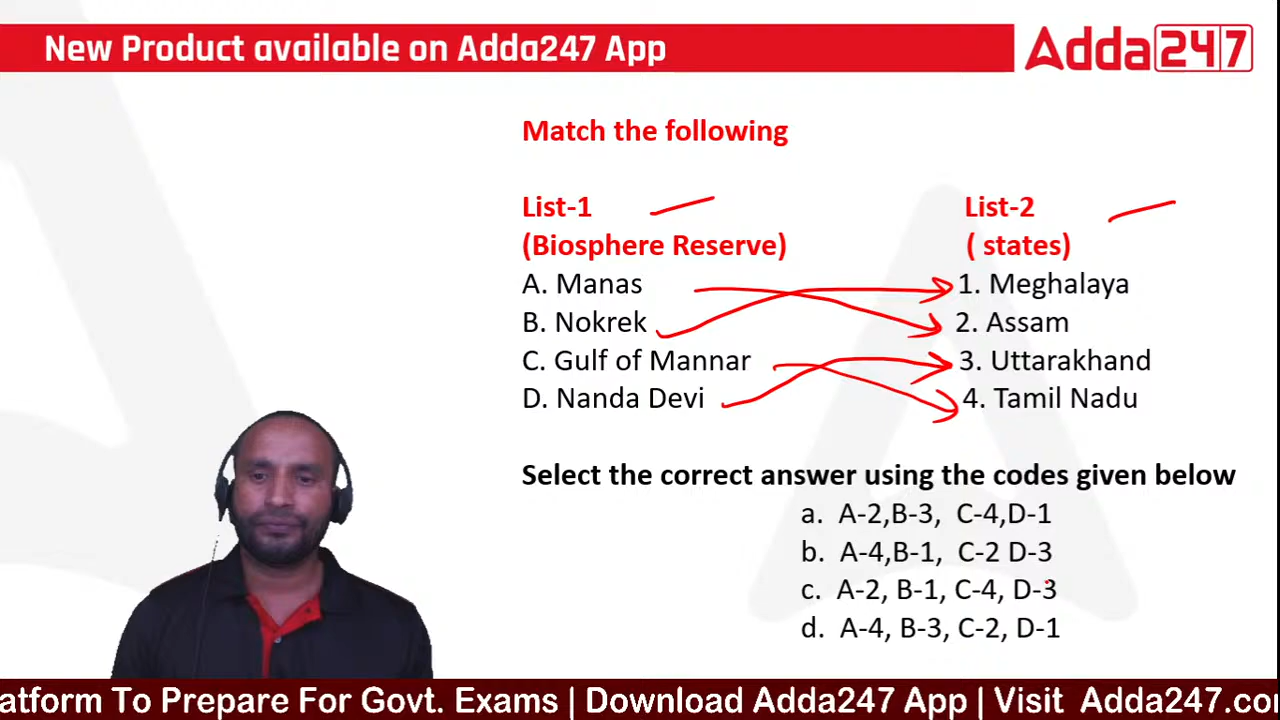 New Product available on Adda247 App
Adda247
Match the following
List-1 List-2
(Biosphere Reserve) ( states)
A. Manas 1. Meghalaya
B. Nokrek 2. Assam
C. Gulf of Mannar 3. Uttarakhand
D. Nanda Devi 4. Tamil Nadu
Select the correct answer using the codes given below
a. A-2,B-3, C-4,D-1
b. A-4,B-1, C-2 D-3
c. A-2, B-1, C-4, D-3
d. A-4, B-3, C-2, D-1
atform To Prepare For Govt. Exams | Download Adda247 App | Visit Adda247.co